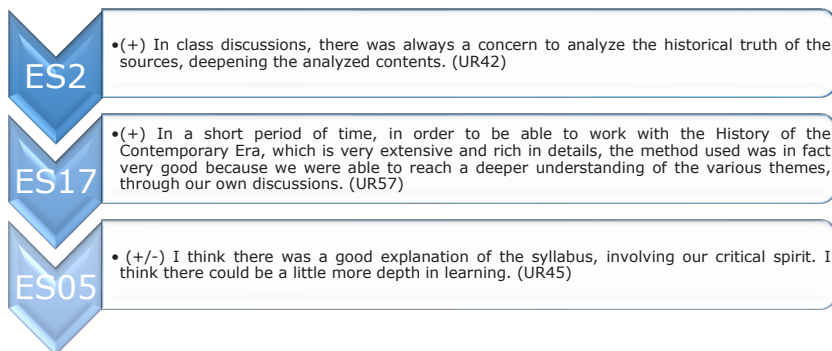 ES2
•(+) In class discussions, there was always a concern to analyze the historical truth of the
sources, deepening the analyzed contents. (UR42)
ES17
•(+) In a short period of time, in order to be able to work with the History of the
Contemporary Era, which is very extensive and rich in details, the method used was in fact
very good because we were able to reach a deeper understanding of the various themes,
through our own discussions. (UR57)
ES05
• (+/-) I think there was a good explanation of the syllabus, involving our critical spirit. I
think there could be a little more depth in learning. (UR45)